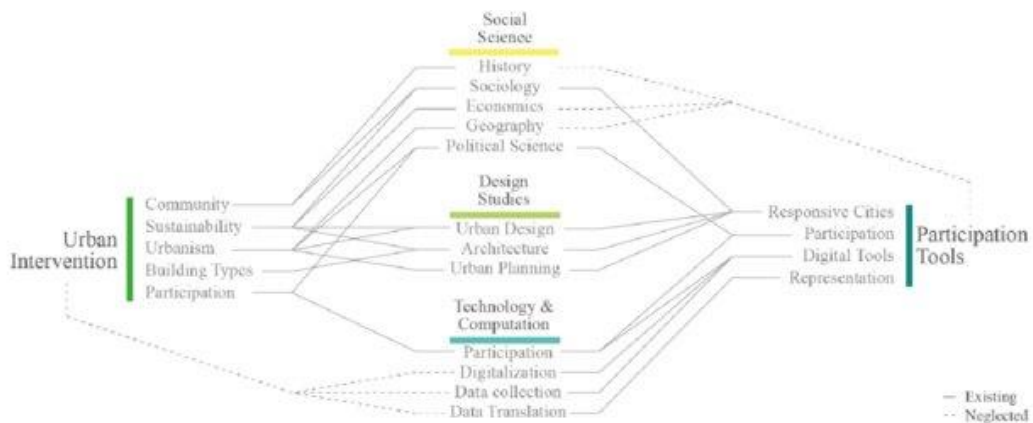 Social
Science
History
Sociology
Economics
Geography
Political Science
Design
Studies
Urban Design
Architecture
Urban Planning
Technology &
Computation
Participation
Digitalization
Data collection
Data Translation
Urban
Intervention
Community
Sustainability
Urbanism
Building Types
Participation
Responsive Cities
Participation
Digital Tools
Representation
Participation
Tools
Existing
Neglected